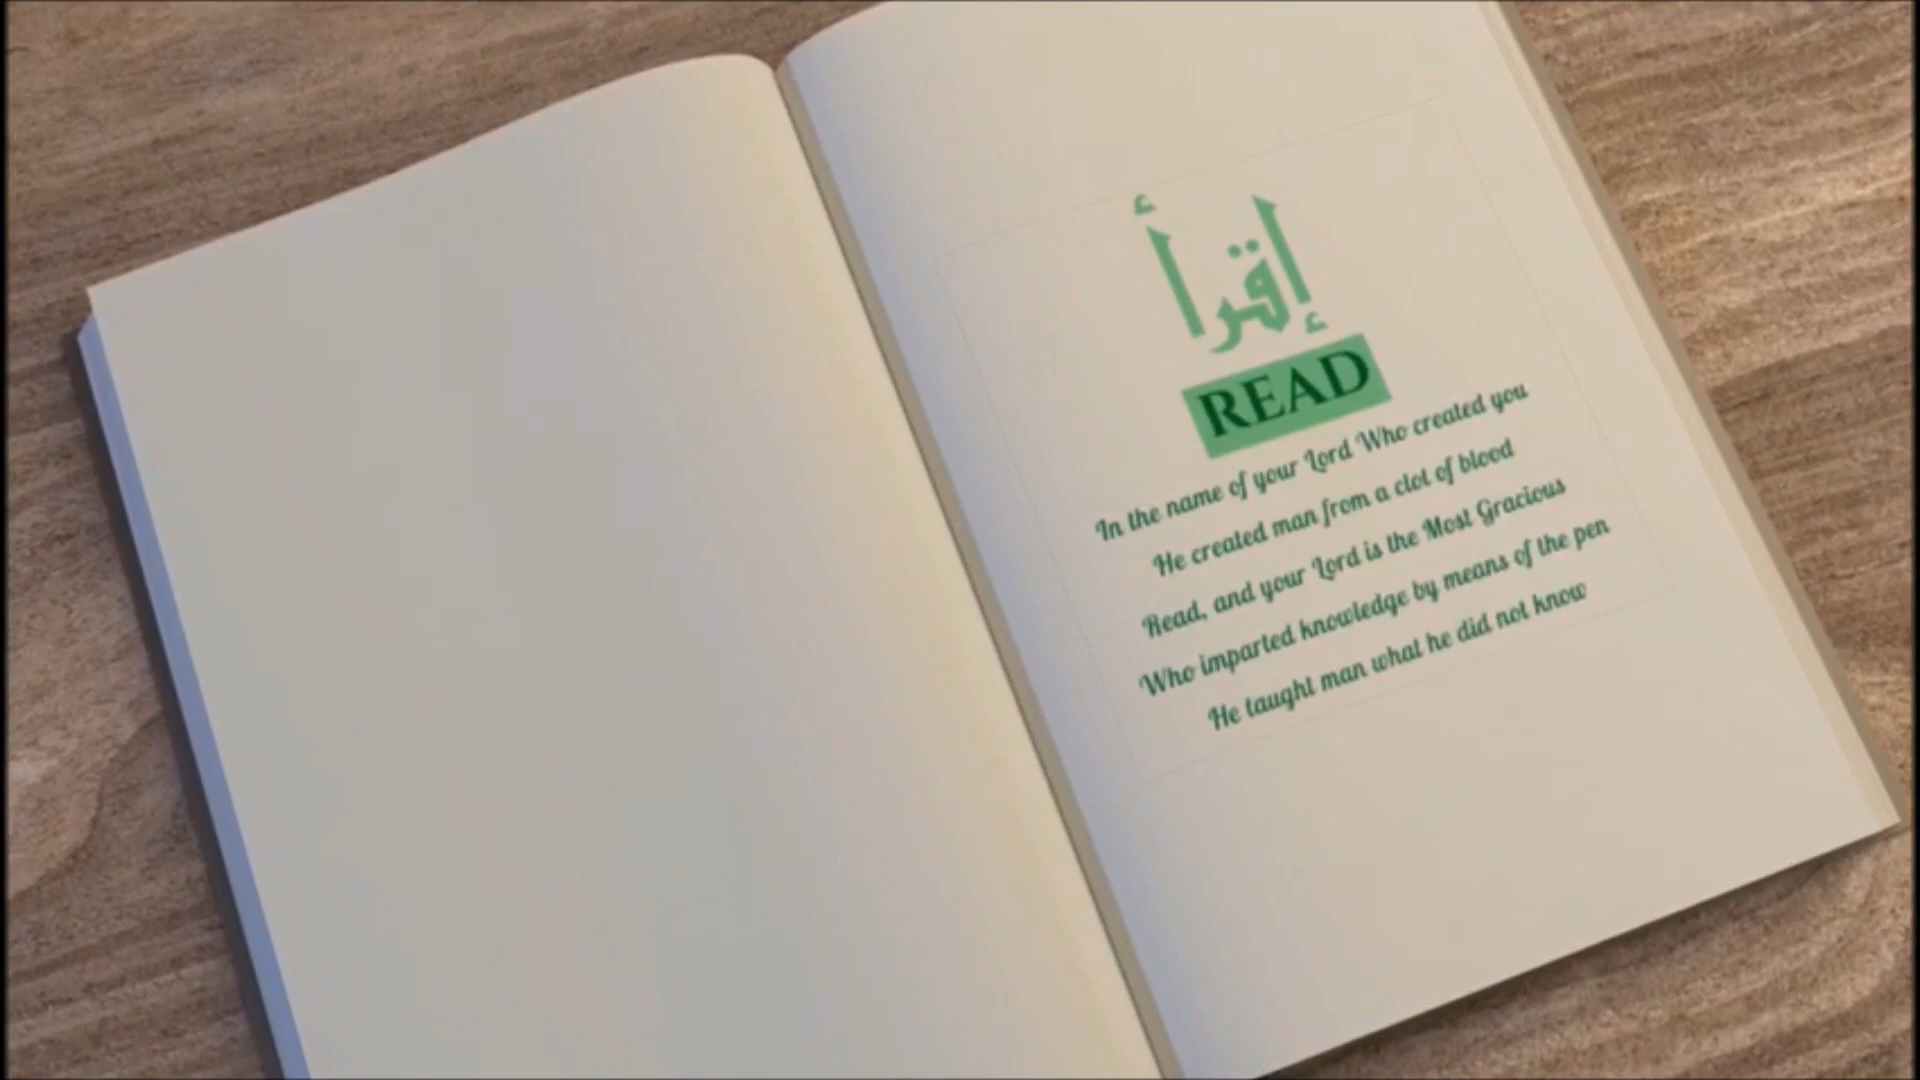 إقرأ
READ
In the name of your Lord Who created you
He created man from a clot of blood
Read, and your Lord is the Most Gracious
Who imparted knowledge by means of the pen
He taught man what he did not know